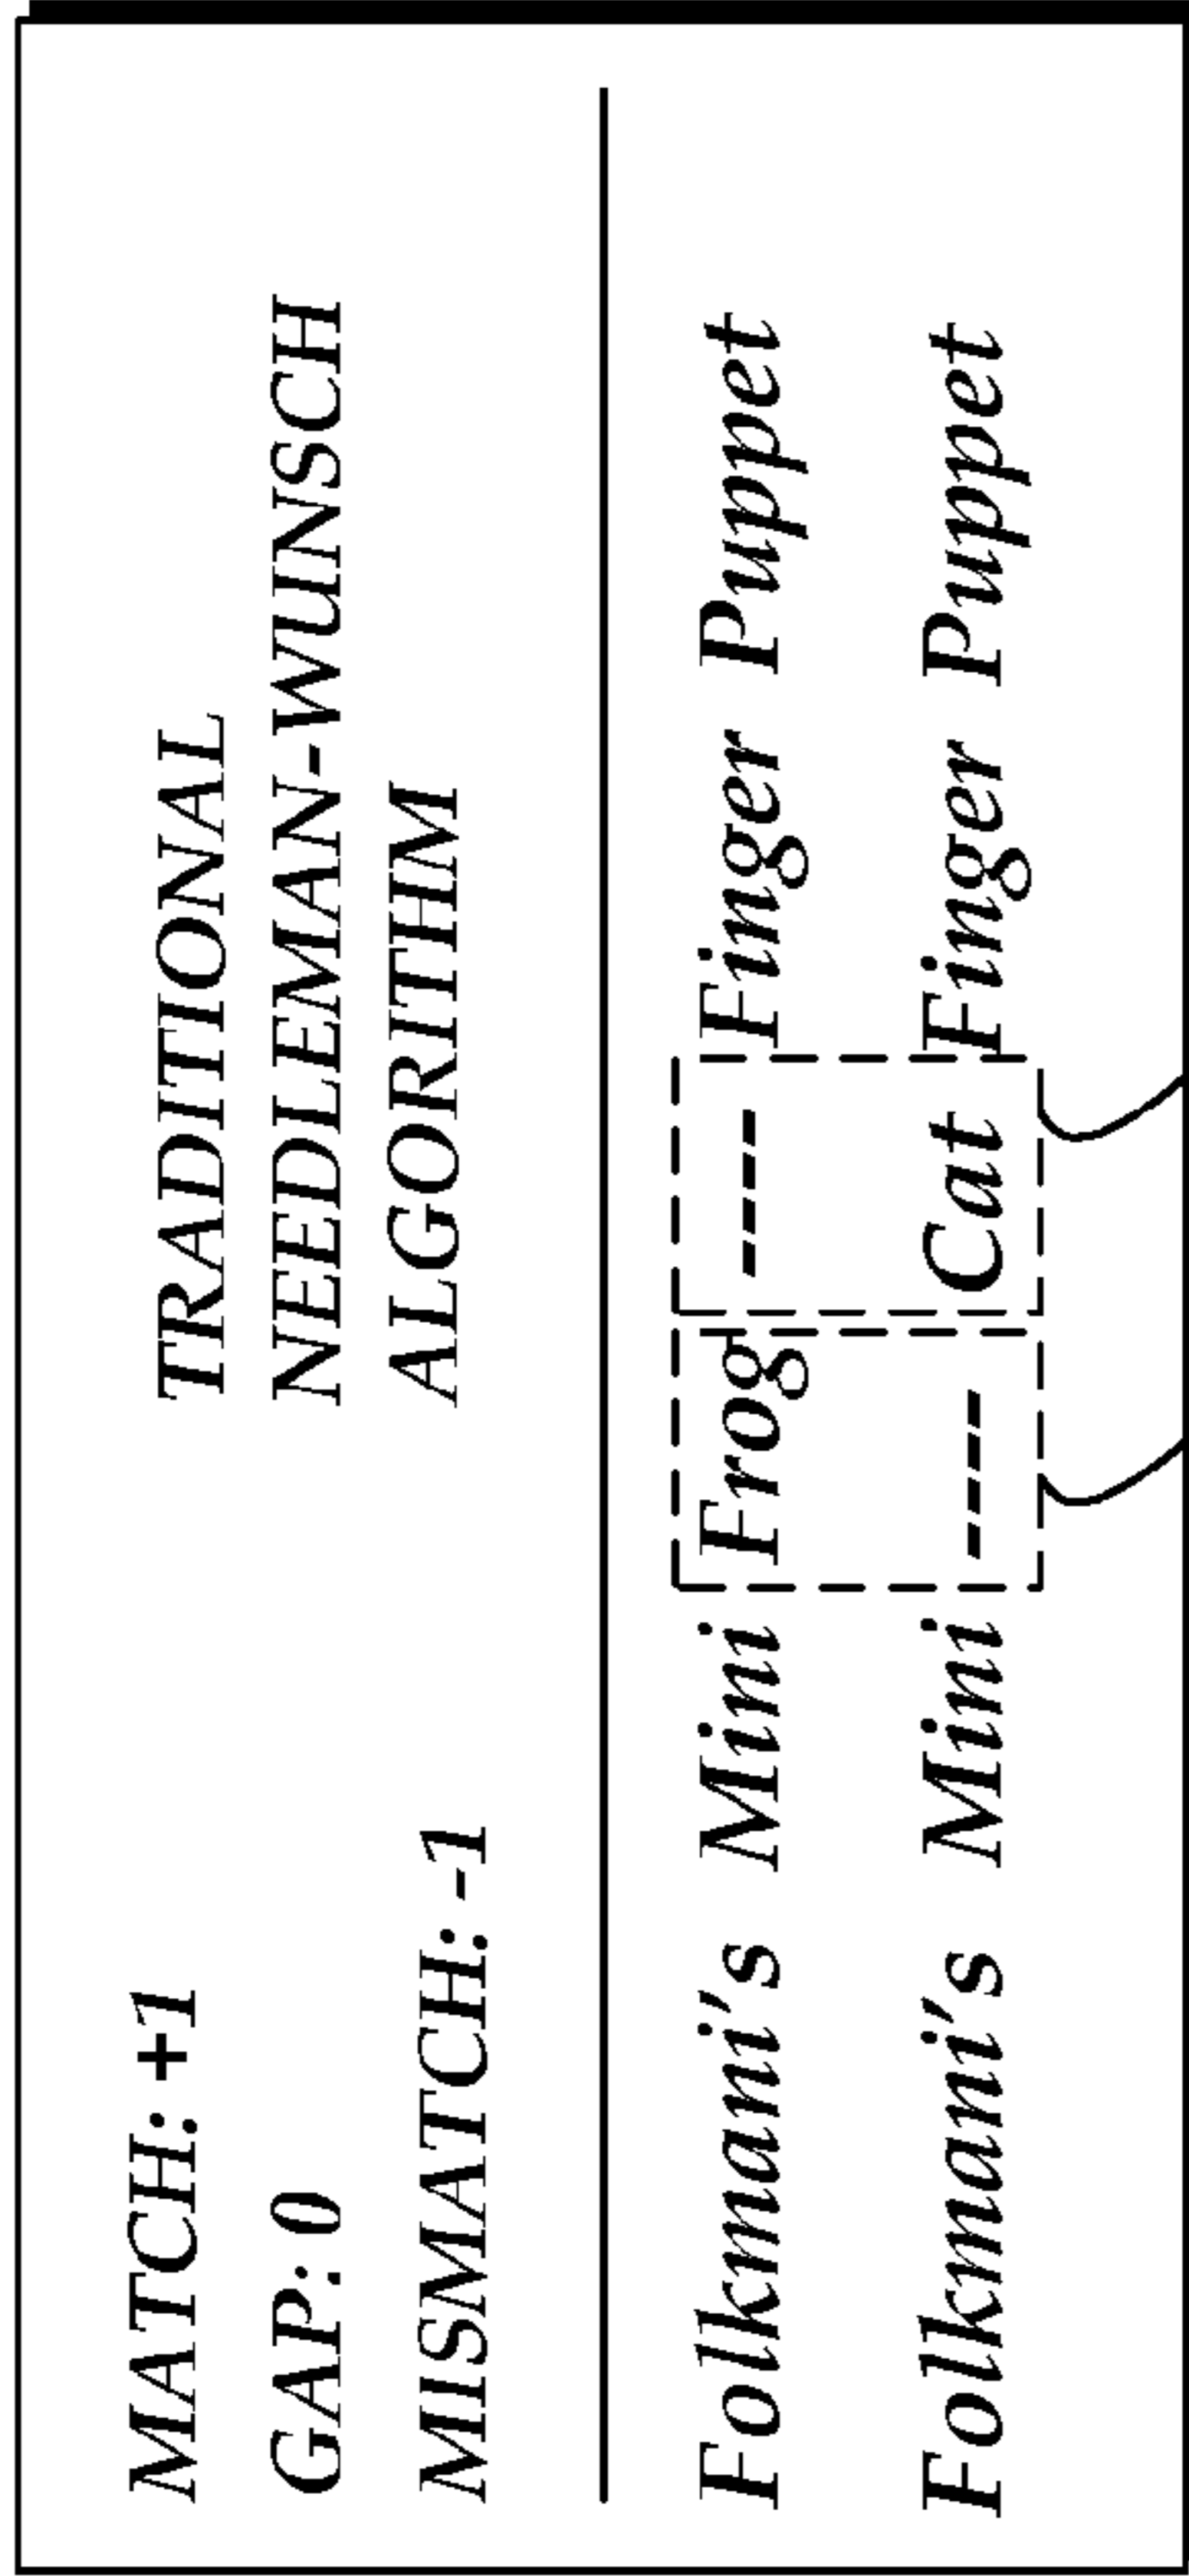 MATCH: +1
GAP: 0
MISMATCH: -1
TRADITIONAL
NEEDLEMAN-WUNSCH
ALGORITHM
Folkmani's Mini Frog ---- Finger Puppet
Folkmani's Mini ---- Cat Finger Puppet